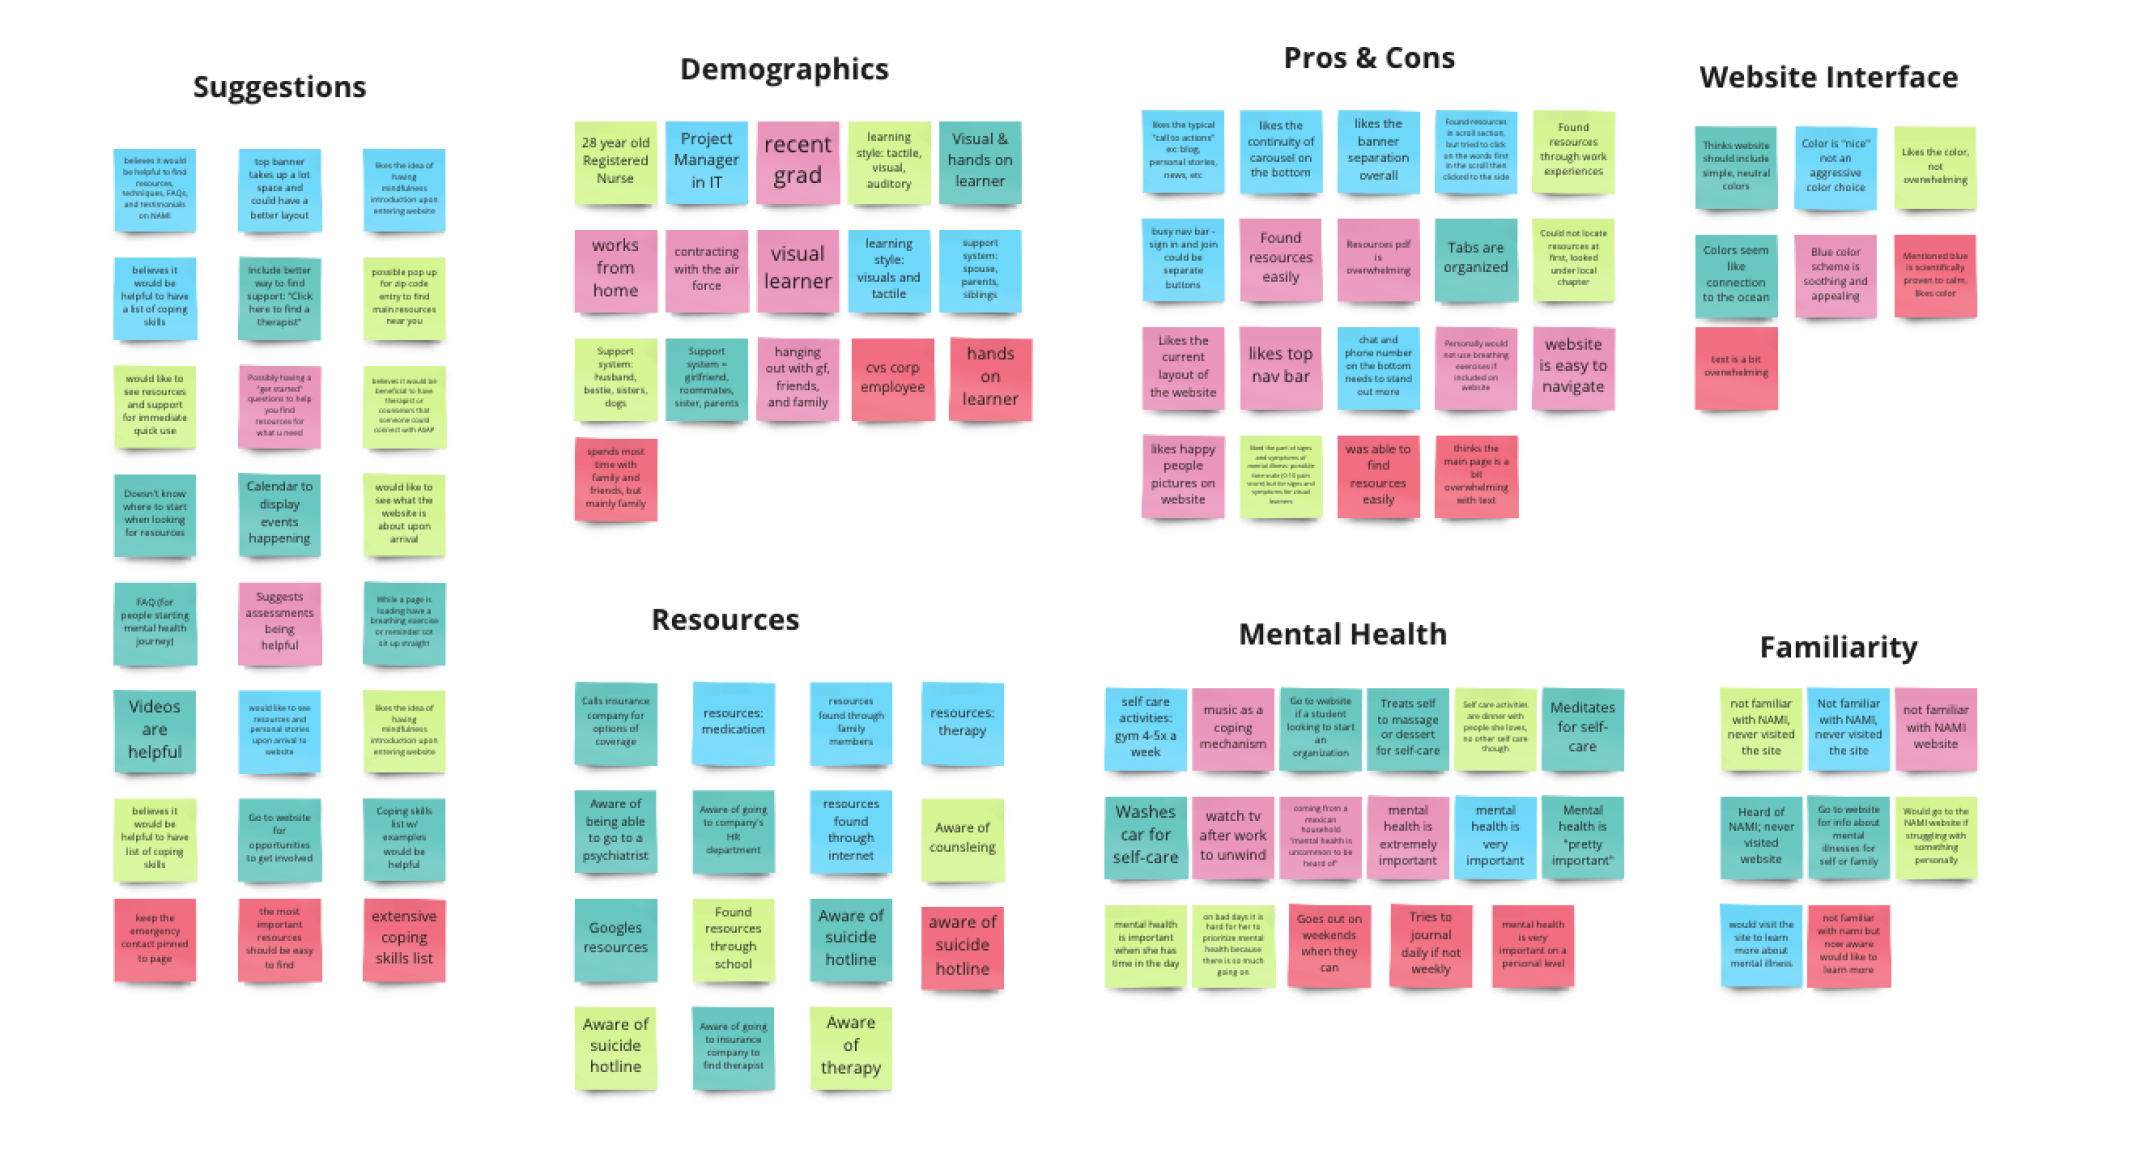 Suggestions
believes it would
be helpful to find
resources,
techniques, FAQs,
and testimonials
on NAMI
top banner
takes up a lot
space and
could have a
better layout
likes the idea of
having
mindfulness
introduction upon
entering website
believes it
would be
helpful to have
a list of coping
skills
Include better
way to find
support: "Click
here to find a
therapist"
possible pop up
for zip code
entry to find
main resources
near you
would like to
see resources
and support
for immediate
quick use
Possibly having a
"get started"
questions to help
you find
resources for
what u need
believes it would be
beneficial to have
therapist or
counselors that
someone could
connect with ASAP
Doesn't know
where to start
when looking
for resources
Calendar to
display
events
happening
would like to
see what the
website is
about upon
arrival
FAQ (for
people starting
mental health
journey)
Suggests
assessments
being
helpful
While a page is
loading have a
breathing exercise
or reminder sot
sit up straight
Videos
are
helpful
would like to see
resources and
personal stories
upon arrival to
website
likes the idea of
having
mindfulness
introduction upon
entering website
believes it
would be
helpful to have
list of coping
skills
Go to website
for
opportunities
to get involved
Coping skills
list w/
examples
would be
helpful
keep the
emergency
contact pinned
to page
the most
important
resources
should be easy
to find
extensive
coping
skills list
Demographics
28 year old
Registered
Nurse
Project
Manager
in IT
recent
grad
learning
style: tactile,
visual,
auditory
Visual &
hands on
learner
works
from
home
contracting
with the air
force
visual
learner
learning
style:
visuals and
tactile
support
system:
spouse,
parents,
siblings
Support
system:
husband,
bestie, sisters,
dogs
Support
system =
girlfriend,
roommates,
sister, parents
hanging
out with gf,
friends,
and family
cvs corp
employee
hands
on
learner
spends most
time with
family and
friends, but
mainly family
Pros & Cons
likes the typical
"call to actions"
ex: blog,
personal stories,
news, etc
likes the
continuity of
carousel on
the bottom
likes the
banner
separation
overall
Found resources
in scroll section,
but tried to click
on the words first
in the scroll then
clicked to the side
Found
resources
through work
experiences
busy nav bar -
sign in and join
could be
separate
buttons
Found
resources
easily
Resources pdf
is
overwhelming
Tabs are
organized
Could not locate
resources at
first, looked
under local
chapter
Likes the
current
layout of
the website
likes top
nav bar
chat and
phone number
on the bottom
needs to stand
out more
Personally would
not use breathing
exercises if
included on
website
website
is easy to
navigate
likes happy
people
pictures on
website
liked the part of signs
and symptoms of
mental illness: possible
tiers scale (0-10 pain
score) but for signs and
symptoms for visual
learners
was able to
find
resources
easily
thinks the
main page is a
bit
overwhelming
with text
Website Interface
Thinks website
should include
simple, neutral
colors
Color is "nice"
not an
aggressive
color choice
Likes the color,
not
overwhelming
Colors seem
like
connection
to the ocean
Blue color
scheme is
soothing and
appealing
Mentioned blue
is scientifically
proven to calm,
likes color
text is a bit
overwhelming
Resources
Calls insurance
company for
options of
coverage
resources:
medication
resources
found through
family
members
resources:
therapy
Aware of
being able
to go to a
psychiatrist
Aware of going
to company's
HR
department
resources
found
through
internet
Aware of
counsleing
Googles
resources
Found
resources
through
school
Aware of
suicide
hotline
aware of
suicide
hotline
Aware of
suicide
hotline
Aware of going
to insurance
company to
find therapist
Aware
of
therapy
Mental Health
self care
activities:
gym 4-5x a
week
music as a
coping
mechanism
Go to website
if a student
looking to start
an
organization
Treats self
to massage
or dessert
for self-care
Self care activities
are dinner with
people she loves,
no other self care
though
Meditates
for self-
care
Washes
car for
self-care
watch tv
after work
to unwind
coming from a
mexican
household
"mental health is
uncommon to be
heard of"
mental
health is
extremely
important
mental
health is
very
important
Mental
health is
"pretty
important"
mental health
is important
when she has
time in the day
on bad days it is
hard for her to
prioritize mental
health because
there is so much
going on
Goes out on
weekends
when they
can
Tries to
journal
daily if not
weekly
mental health
is very
important on a
personal level
Familiarity
not familiar
with NAMI,
never visited
the site
Not familiar
with NAMI,
never visited
the site
not familiar
with NAMI
website
Heard of
NAMI; never
visited
website
Go to website
for info about
mental
illnesses for
self or family
Would go to the
NAMI website if
struggling with
something
personally
would visit the
site to learn
more about
mental illness
not familiar
with nami but
now aware
would like to
learn more